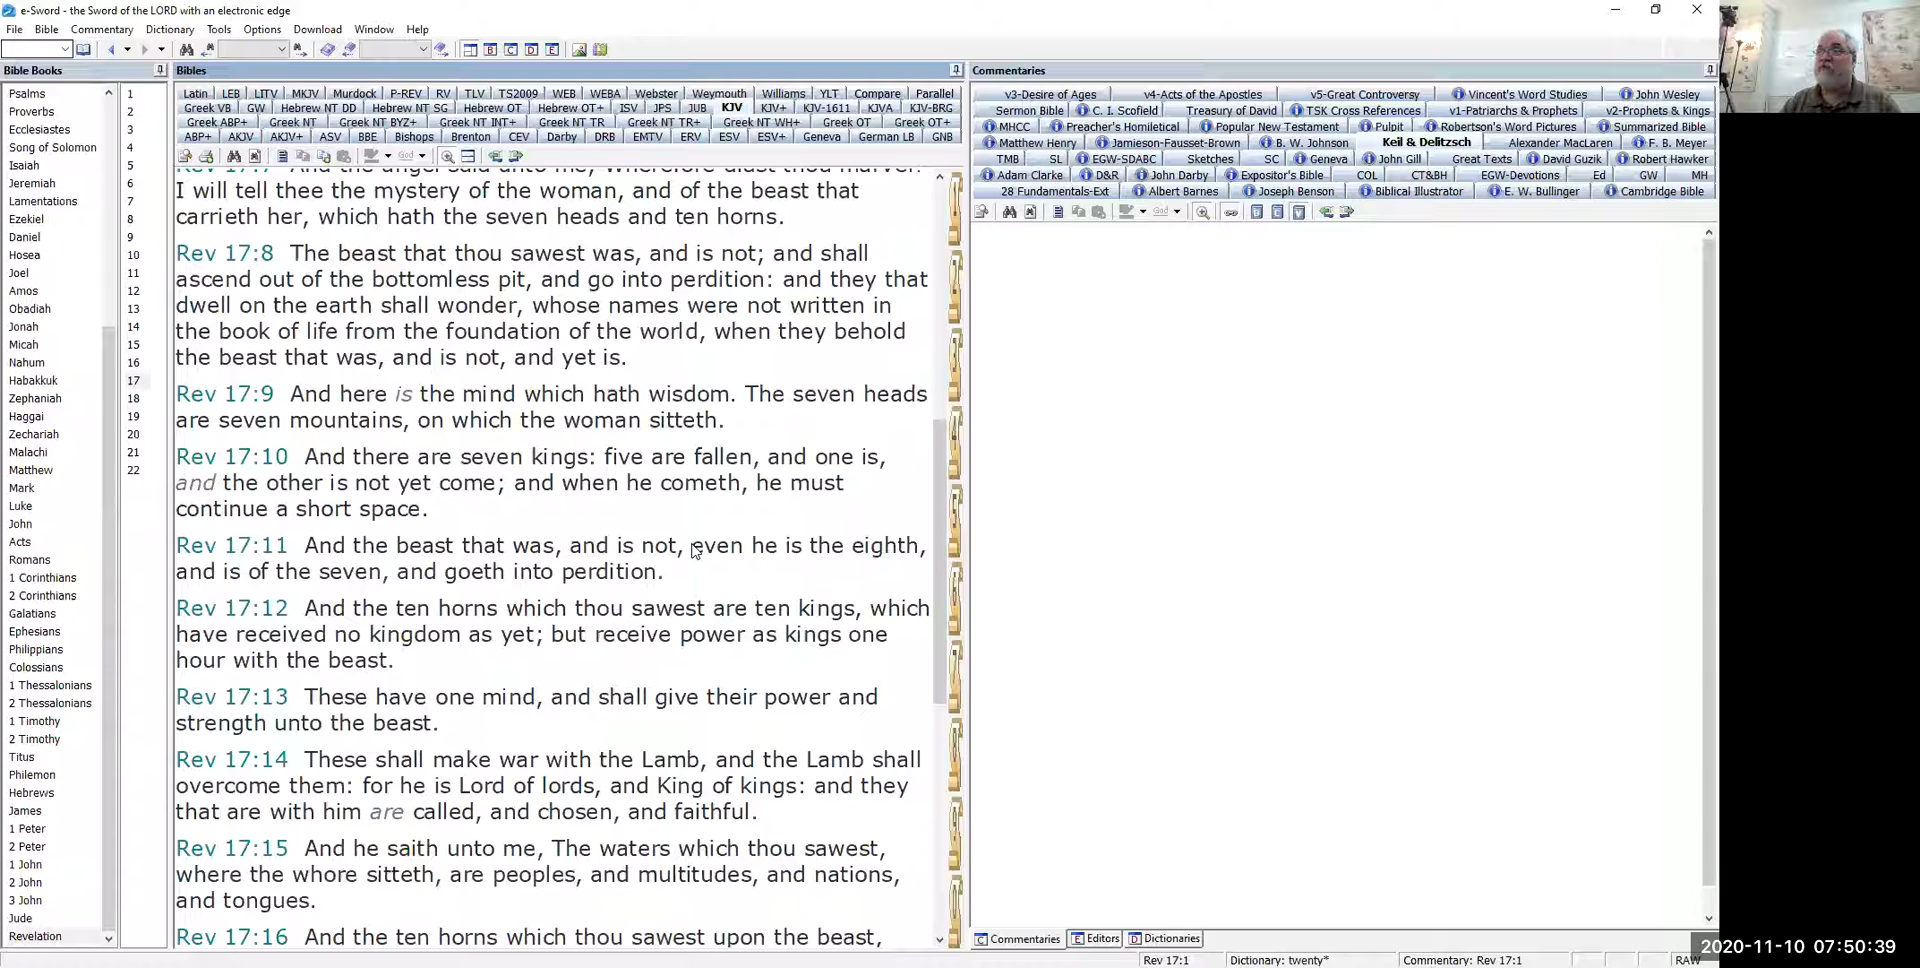 e-Sword - the Sword of the LORD with an electronic edge
File Bible Commentary Dictionary Tools Options Download Window Help
Bible Books
Psalms
Proverbs
Ecclesiastes
Song of Solomon
Isaiah
Jeremiah
Lamentations
Ezekiel
Daniel
Hosea
Joel
Amos
Obadiah
Jonah
Micah
Nahum
Habakkuk
Zephaniah
Haggai
Zechariah
Malachi
Matthew
Mark
Luke
John
Acts
Romans
1 Corinthians
2 Corinthians
Galatians
Ephesians
Philippians
Colossians
1 Thessalonians
2 Thessalonians
1 Timothy
2 Timothy
Titus
Philemon
Hebrews
James
1 Peter
2 Peter
1 John
2 John
3 John
Jude
Revelation
1
2
3
4
5
6
7
8
9
10
11
12
13
14
15
16
17
18
19
20
21
22
Bibles
Latin LEB LITV MKJV Murdock P-REV RV TLV TS2009 WEB WEBA Webster Weymouth Williams YLT Compare Parallel
Greek VB GW Hebrew NT DD Hebrew NT SG Hebrew OT Hebrew OT+ ISV JPS JUB KJV KJV+ KJV-1611 KJVA KJV-BRG
Greek ABP+ Greek NT Greek NT BYZ+ Greek NT INT+ Greek NT TR Greek NT TR+ Greek NT WH+ Greek OT Greek OT+
ABP+ AKJV AKJV+ ASV BBE Bishops Brenton CEV Darby DRB EMTV ERV ESV ESV+ Geneva German LB GNB
God
Rev 17:7 And the angel said unto me, Wherefore didst thou marvel?
I will tell thee the mystery of the woman, and of the beast that
carrieth her, which hath the seven heads and ten horns.
Rev 17:8 The beast that thou sawest was, and is not; and shall
ascend out of the bottomless pit, and go into perdition: and they that
dwell on the earth shall wonder, whose names were not written in
the book of life from the foundation of the world, when they behold
the beast that was, and is not, and yet is.
Rev 17:9 And here is the mind which hath wisdom. The seven heads
are seven mountains, on which the woman sitteth.
Rev 17:10 And there are seven kings: five are fallen, and one is,
and the other is not yet come; and when he cometh, he must
continue a short space.
Rev 17:11 And the beast that was, and is not, even he is the eighth,
and is of the seven, and goeth into perdition.
Rev 17:12 And the ten horns which thou sawest are ten kings, which
have received no kingdom as yet; but receive power as kings one
hour with the beast.
Rev 17:13 These have one mind, and shall give their power and
strength unto the beast.
Rev 17:14 These shall make war with the Lamb, and the Lamb shall
overcome them: for he is Lord of lords, and King of kings: and they
that are with him are called, and chosen, and faithful.
Rev 17:15 And he saith unto me, The waters which thou sawest,
where the whore sitteth, are peoples, and multitudes, and nations,
and tongues.
Rev 17:16 And the ten horns which thou sawest upon the beast,
1
2
3
4
5
6
7
8
9
0
Commentaries
v3-Desire of Ages v4-Acts of the Apostles v5-Great Controversy Vincent's Word Studies John Wesley
Sermon Bible C. I. Scofield Treasury of David TSK Cross References v1-Patriarchs & Prophets v2-Prophets & Kings
MHCC Preacher's Homiletical Popular New Testament Pulpit Robertson's Word Pictures Summarized Bible
Matthew Henry Jamieson-Fausset-Brown B. W. Johnson Keil & Delitzsch Alexander MacLaren F. B. Meyer
TMB SL EGW-SDABC Sketches SC Geneva John Gill Great Texts David Guzik Robert Hawker
Adam Clarke D&R John Darby Expositor's Bible COL CT&BH EGW-Devotions Ed GW MH
28 Fundamentals-Ext Albert Barnes Joseph Benson Biblical Illustrator E. W. Bullinger Cambridge Bible
God
Commentaries Editors Dictionaries
Rev 17:1 Dictionary: twenty* Commentary: Rev 17:1 RAW
2020-11-10 07:50:39